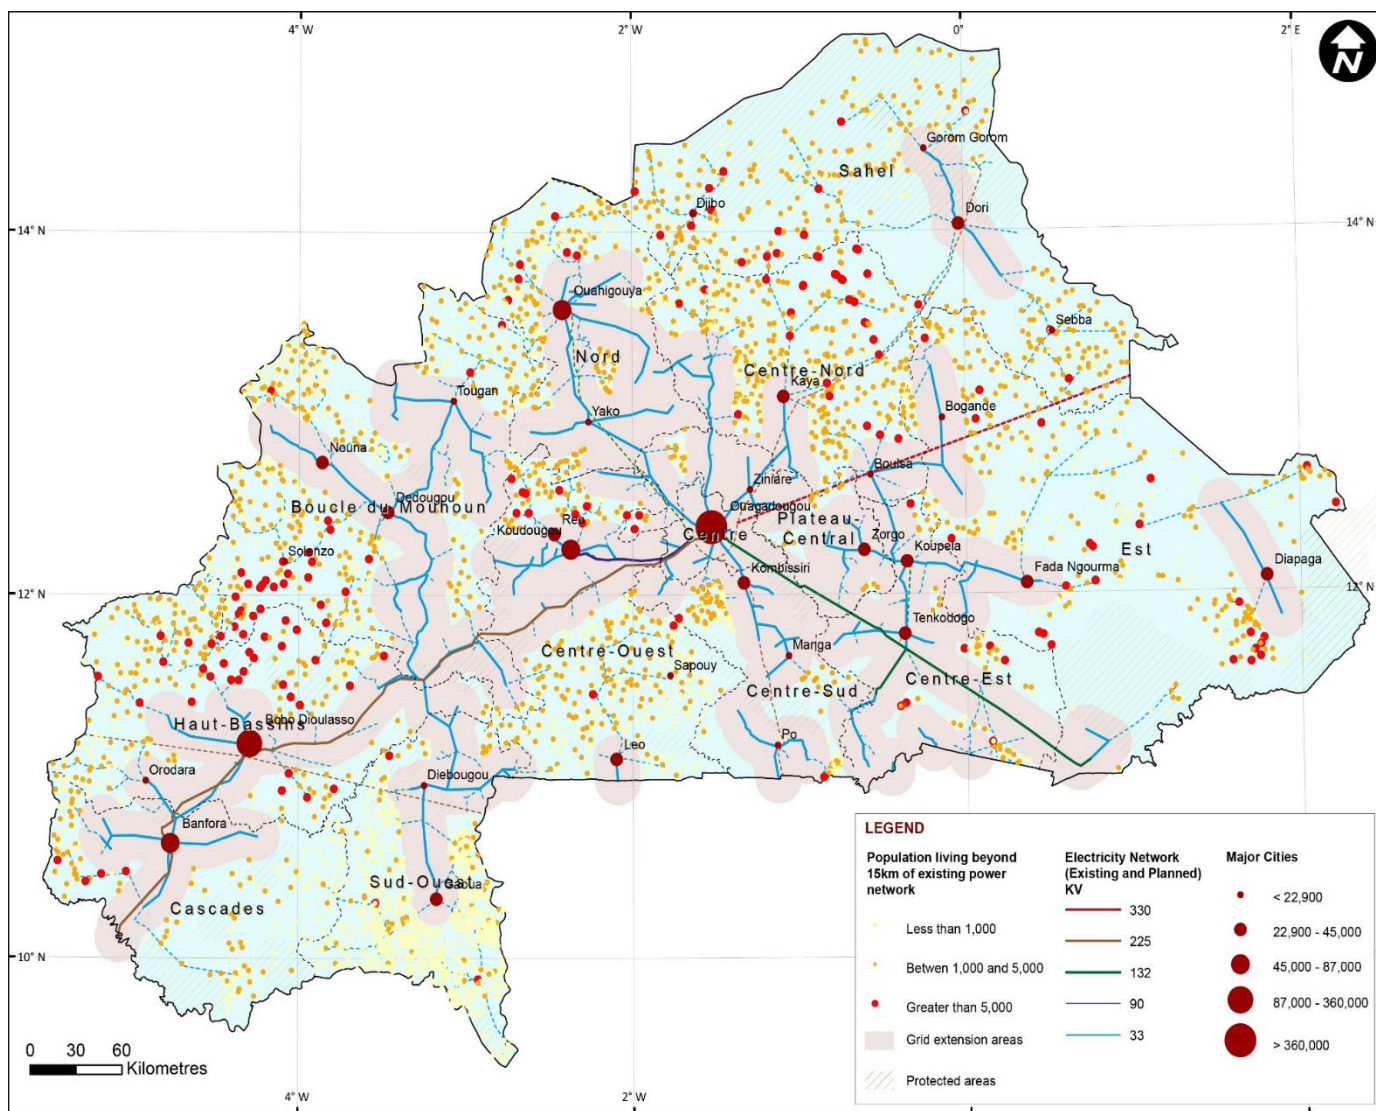 4° W
2° W
0°
2° E
N
Gorom Gorom
Sahel
Djibo
Dori
14° N
14° N
Ouahigouya
Sebba
Nord
Centre-Nord
Kaya
Tougan
Yako
Bogande
Nouna
Boulsa
Ziniare
Dedougou
Boucle du Mouhoun
Ouagadougou
Reo
Plateau-
Koudougou
Centre
Central
Zorgo
Koupela
Est
Solenzo
Kombissiri
Fada Ngourma
Diapaga
12° N
12° N
Tenkodogo
Manga
Centre-Ouest
Sapouy
Centre-Est
Centre-Sud
Haut-Bassins
Bobo Dioulasso
Po
Leo
Orodara
Diebougou
Banfora
Sud-Ouest
Gaoua
Cascades
10° N
0 30 60
Kilometres
4° W
2° W
LEGEND
Population living beyond
15km of existing power
network
Less than 1,000
Betwen 1,000 and 5,000
Greater than 5,000
Grid extension areas
Protected areas
Electricity Network
(Existing and Planned)
KV
330
225
132
90
33
Major Cities
< 22,900
22,900 - 45,000
45,000 - 87,000
87,000 - 360,000
> 360,000